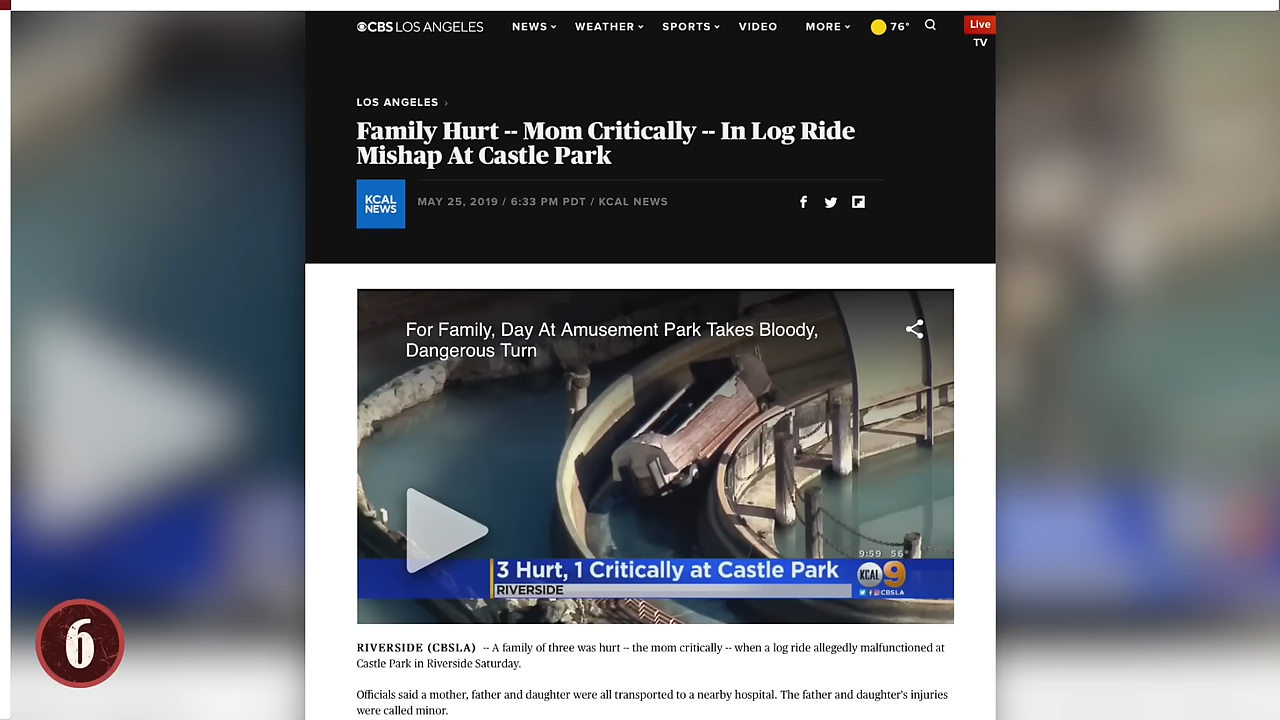 CBS LOS ANGELES NEWS WEATHER SPORTS VIDEO MORE 76° Live
TV
LOS ANGELES ›
Family Hurt -- Mom Critically -- In Log Ride
Mishap At Castle Park
KCAL
NEWS
MAY 25, 2019 / 6:33 PM PDT / KCAL NEWS
For Family, Day At Amusement Park Takes Bloody,
Dangerous Turn
9:59 56°
3 Hurt, 1 Critically at Castle Park
KCAL 9
RIVERSIDE
CBSLA
6
RIVERSIDE (CBSLA) -- A family of three was hurt -- the mom critically -- when a log ride allegedly malfunctioned at
Castle Park in Riverside Saturday.
Officials said a mother, father and daughter were all transported to a nearby hospital. The father and daughter's injuries
were called minor.